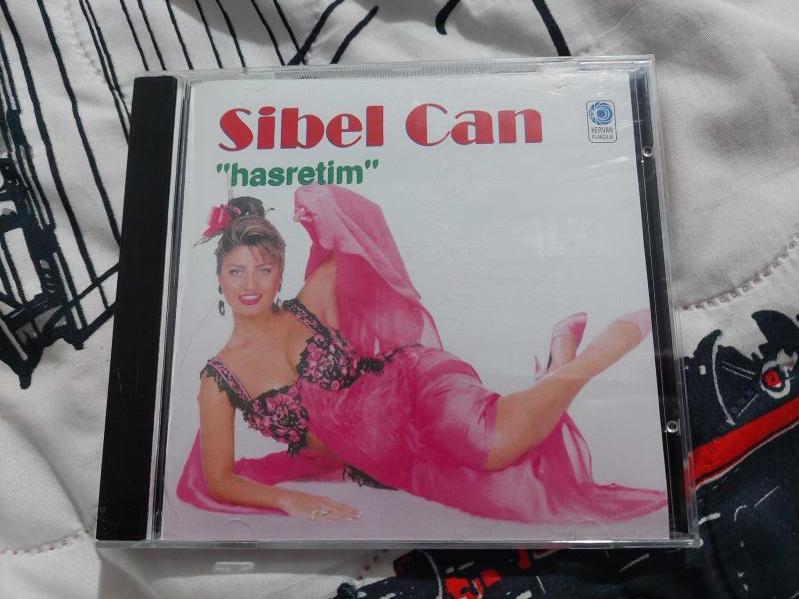 Sibel Can
"hasretim"
KERVAN
PLAKÇILIK